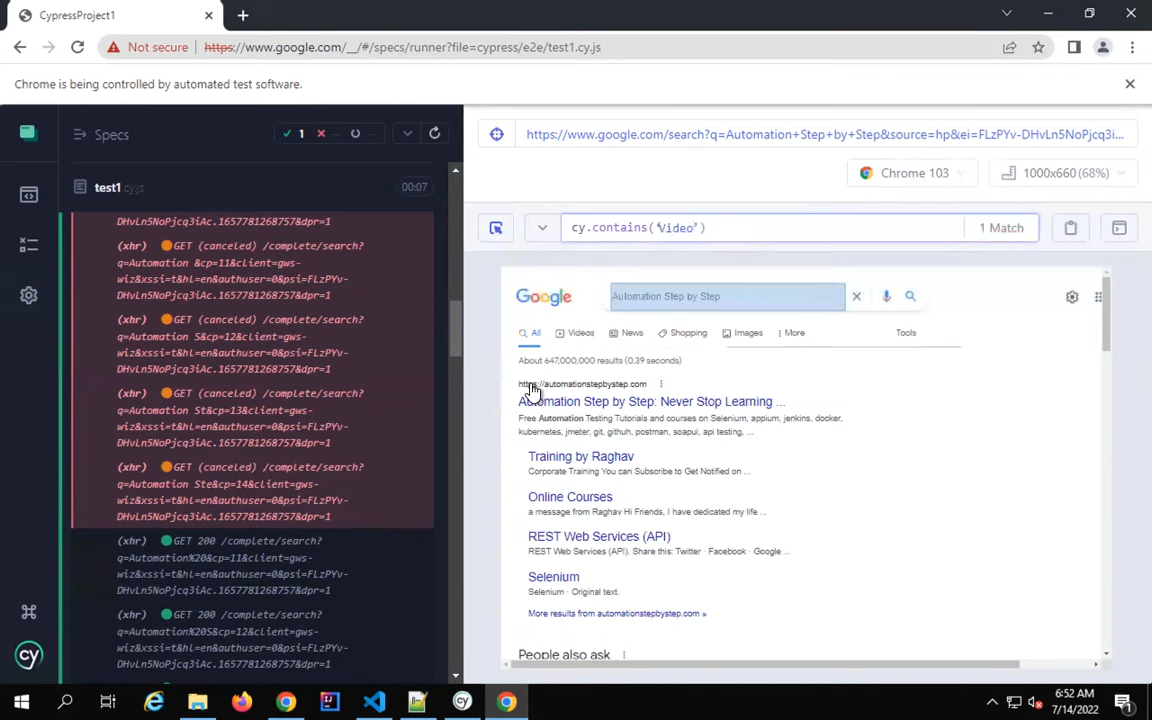 CypressProject1
Not secure https://www.google.com/__/#/specs/runner?file=cypress/e2e/test1.cy.js
Chrome is being controlled by automated test software.
Specs
1
--
--
test1 cy.js
00:07
DHvLn5NoPjcq3iAc.1657781268757&dpr=1
(xhr) GET (canceled) /complete/search?
q=Automation &cp=11&client=gws-
wiz&xssi=t&hl=en&authuser=0&psi=FLzPYv-
DHvLn5NoPjcq3iAc.1657781268757&dpr=1
(xhr) GET (canceled) /complete/search?
q=Automation S&cp=12&client=gws-
wiz&xssi=t&hl=en&authuser=0&psi=FLzPYv-
DHvLn5NoPjcq3iAc.1657781268757&dpr=1
(xhr) GET (canceled) /complete/search?
q=Automation St&cp=13&client=gws-
wiz&xssi=t&hl=en&authuser=0&psi=FLzPYv-
DHvLn5NoPjcq3iAc.1657781268757&dpr=1
(xhr) GET (canceled) /complete/search?
q=Automation Ste&cp=14&client=gws-
wiz&xssi=t&hl=en&authuser=0&psi=FLzPYv-
DHvLn5NoPjcq3iAc.1657781268757&dpr=1
(xhr) GET 200 /complete/search?
q=Automation%20&cp=11&client=gws-
wiz&xssi=t&hl=en&authuser=0&psi=FLzPYv-
DHvLn5NoPjcq3iAc.1657781268757&dpr=1
(xhr) GET 200 /complete/search?
q=Automation%20S&cp=12&client=gws-
wiz&xssi=t&hl=en&authuser=0&psi=FLzPYv-
DHvLn5NoPjcq3iAc.1657781268757&dpr=1
cy
https://www.google.com/search?q=Automation+Step+by+Step&source=hp&ei=FLzPYv-DHvLn5NoPjcq3i...
Chrome 103
1000x660 (68%)
cy.contains('Video')
1 Match
Google
Automation Step by Step
All Videos News Shopping Images More Tools
About 647,000,000 results (0.39 seconds)
https://automationstepbystep.com
Automation Step by Step: Never Stop Learning ...
Free Automation Testing Tutorials and courses on Selenium, appium, jenkins, docker,
kubernetes, jmeter, git, github, postman, soapui, api testing, ...
Training by Raghav
Corporate Training You can Subscribe to Get Notified on ...
Online Courses
a message from Raghav Hi Friends, I have dedicated my life ...
REST Web Services (API)
REST Web Services (API). Share this: Twitter · Facebook · Google ...
Selenium
Selenium · Original text.
More results from automationstepbystep.com »
People also ask
6:52 AM
7/14/2022
1